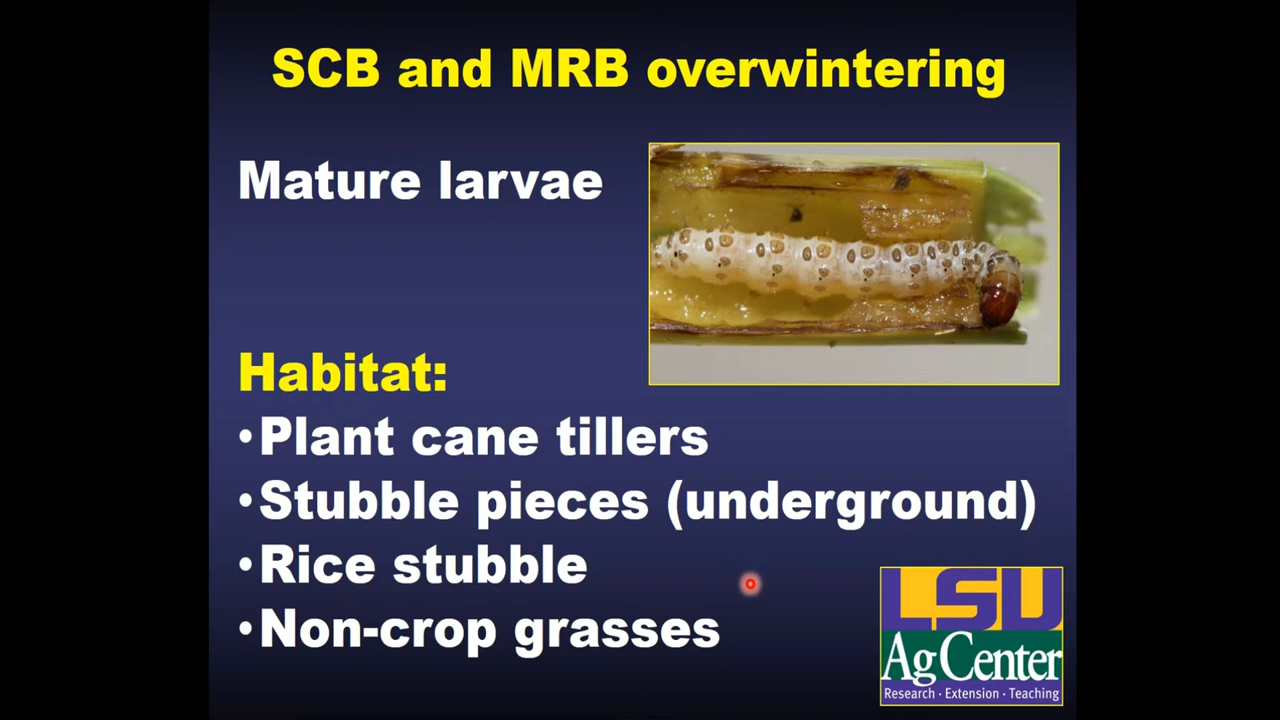 SCB and MRB overwintering
Mature larvae
Habitat:
•Plant cane tillers
•Stubble pieces (underground)
•Rice stubble
•Non-crop grasses
LSU
AgCenter
Research · Extension · Teaching